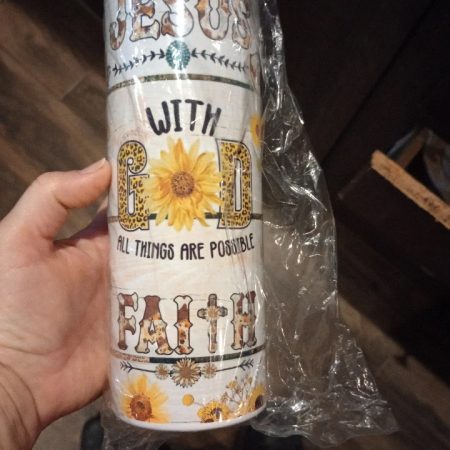 JESUS
WITH
GOD
ALL THINGS ARE POSSIBLE
FAITH